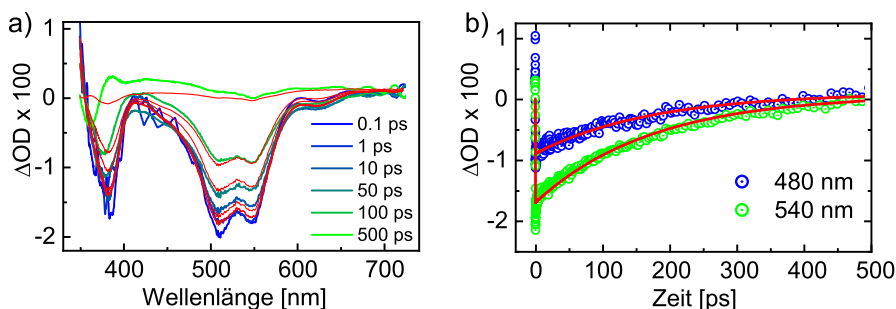 a)
ΔOD x 100
1
0
-1
-2
0.1 ps
1 ps
10 ps
50 ps
100 ps
500 ps
400 500 600 700
Wellenlänge [nm]
b)
ΔOD x 100
1
0
-1
-2
480 nm
540 nm
0 100 200 300 400 500
Zeit [ps]